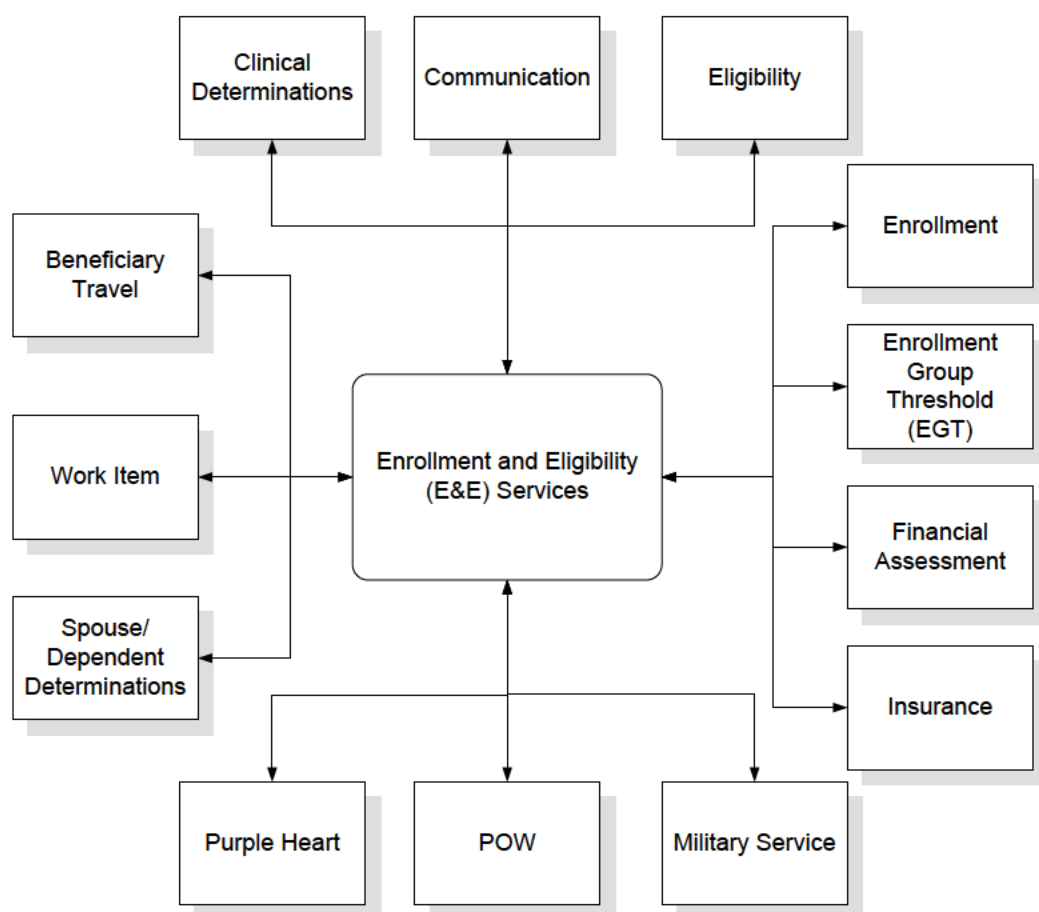 Clinical
Determinations
Communication
Eligibility
Beneficiary
Travel
Enrollment
Enrollment
Group
Threshold
(EGT)
Work Item
Enrollment and Eligibility
(E&E) Services
Financial
Assessment
Spouse/
Dependent
Determinations
Insurance
Purple Heart
POW
Military Service